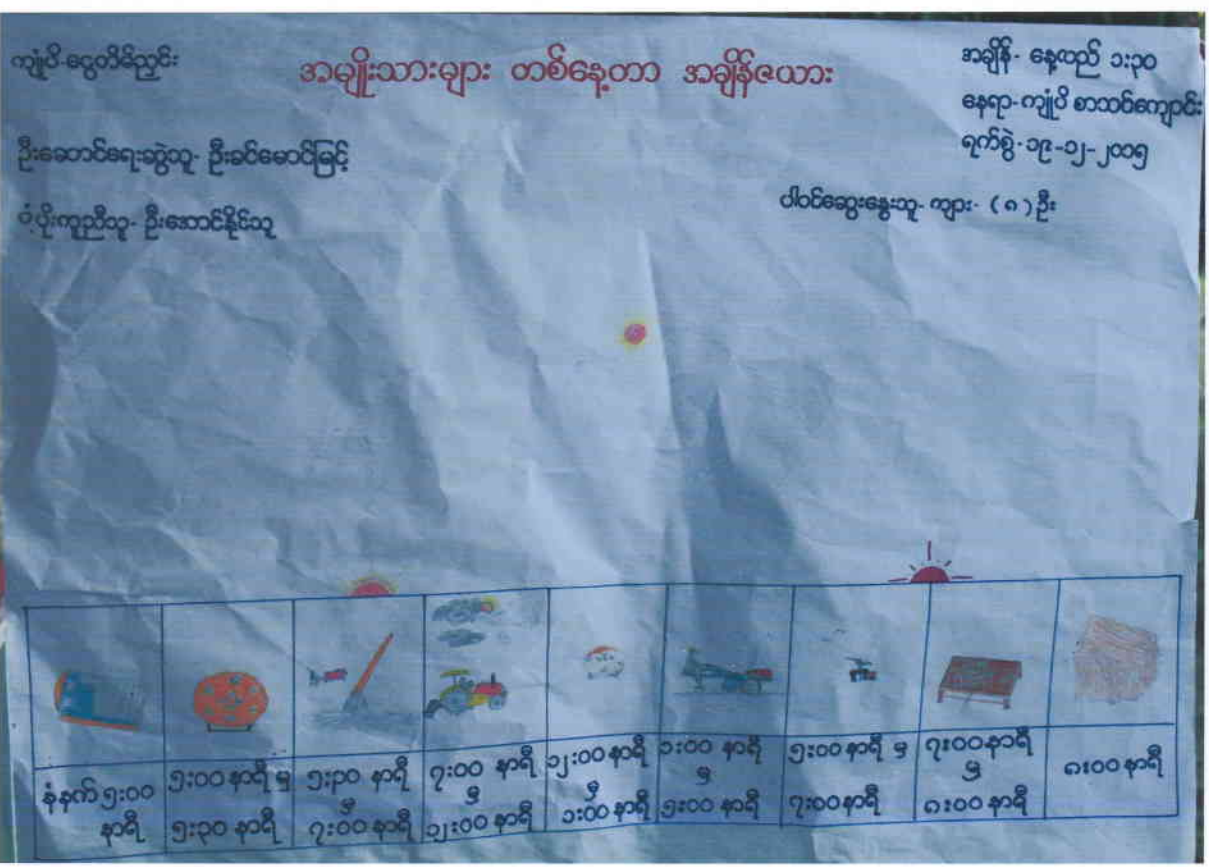 ကျုံပိ-ငွေတိမ်ညှင်း
အမျိုးသားများ တစ်နေ့တာ အချိန်ဇယား
အချိန်- နေ့လည် ၁း၃၀
နေရာ-ကျုံပိ စာသင်ကျောင်း
ရက်စွဲ-၁၉-၁၂-၂၀၁၅
ဦးဆောင်ရေးဆွဲသူ- ဦးခင်မောင်မြင့်
ပါဝင်ဆွေးနွေးသူ- ကျား- (၈)ဦး
ပံ့ပိုးကူညီသူ- ဦးအောင်နိုင်သူ
နံနက် ၅း၀၀
နာရီ
၅း၀၀ နာရီ မှ
၅း၃၀ နာရီ
၅း၃၀ နာရီ
မှ
၇း၀၀ နာရီ
၇း၀၀ နာရီ
မှ
၁၂း၀၀ နာရီ
၁၂း၀၀ နာရီ
မှ
၁း၀၀ နာရီ
၁း၀၀ နာရီ
မှ
၅း၀၀ နာရီ
၅း၀၀ နာရီ မှ
၇း၀၀ နာရီ
၇း၀၀ နာရီ
မှ
၈း၀၀ နာရီ
၈း၀၀ နာရီ